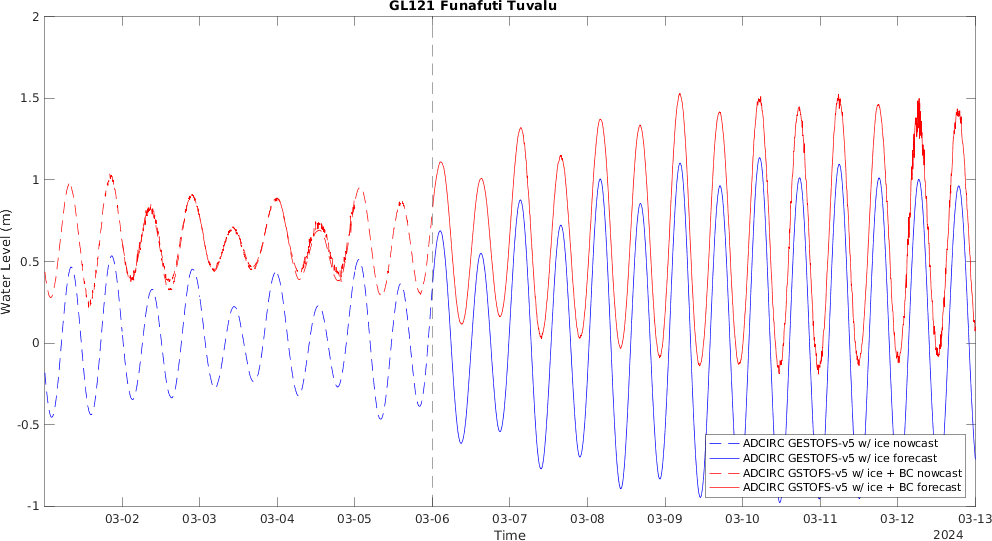 GL121 Funafuti Tuvalu
2
1.5
1
0.5
0
-0.5
-1
Water Level (m)
ADCIRC GESTOFS-v5 w/ ice nowcast
ADCIRC GESTOFS-v5 w/ ice forecast
ADCIRC GSTOFS-v5 w/ ice + BC nowcast
ADCIRC GSTOFS-v5 w/ ice + BC forecast
03-02 03-03 03-04 03-05 03-06 03-07 03-08 03-09 03-10 03-11 03-12 03-13
Time
2024